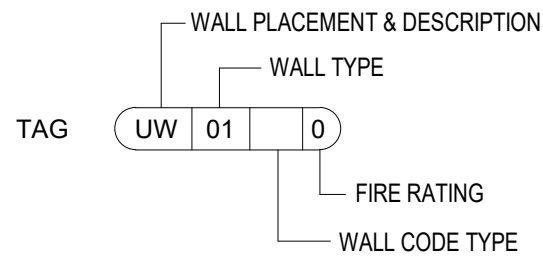 WALL PLACEMENT & DESCRIPTION
WALL TYPE
TAG UW 01 0
FIRE RATING
WALL CODE TYPE